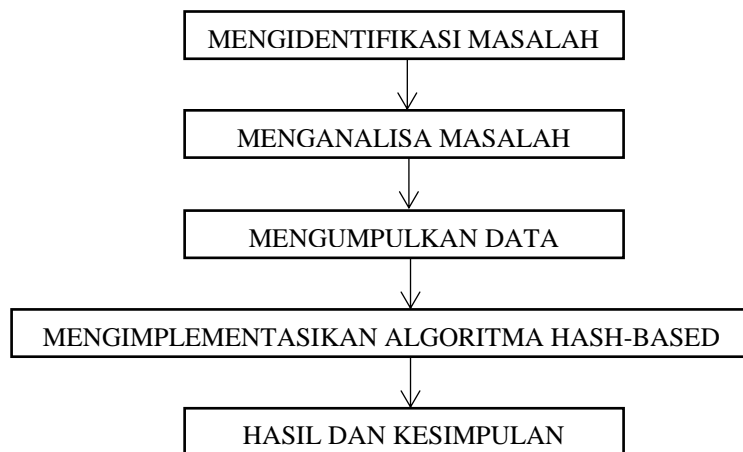 MENGIDENTIFIKASI MASALAH
MENGANALISA MASALAH
MENGUMPULKAN DATA
MENGIMPLEMENTASIKAN ALGORITMA HASH-BASED
HASIL DAN KESIMPULAN